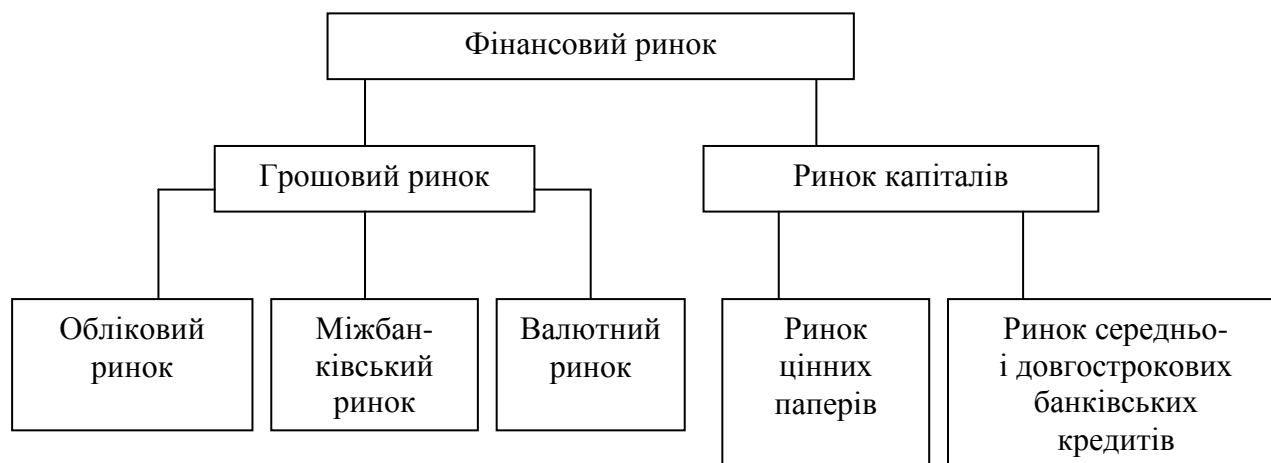 Фінансовий ринок
Грошовий ринок
Ринок капіталів
Обліковий
ринок
Міжбан-
ківський
ринок
Валютний
ринок
Ринок
цінних
паперів
Ринок середньо-
і довгострокових
банківських
кредитів